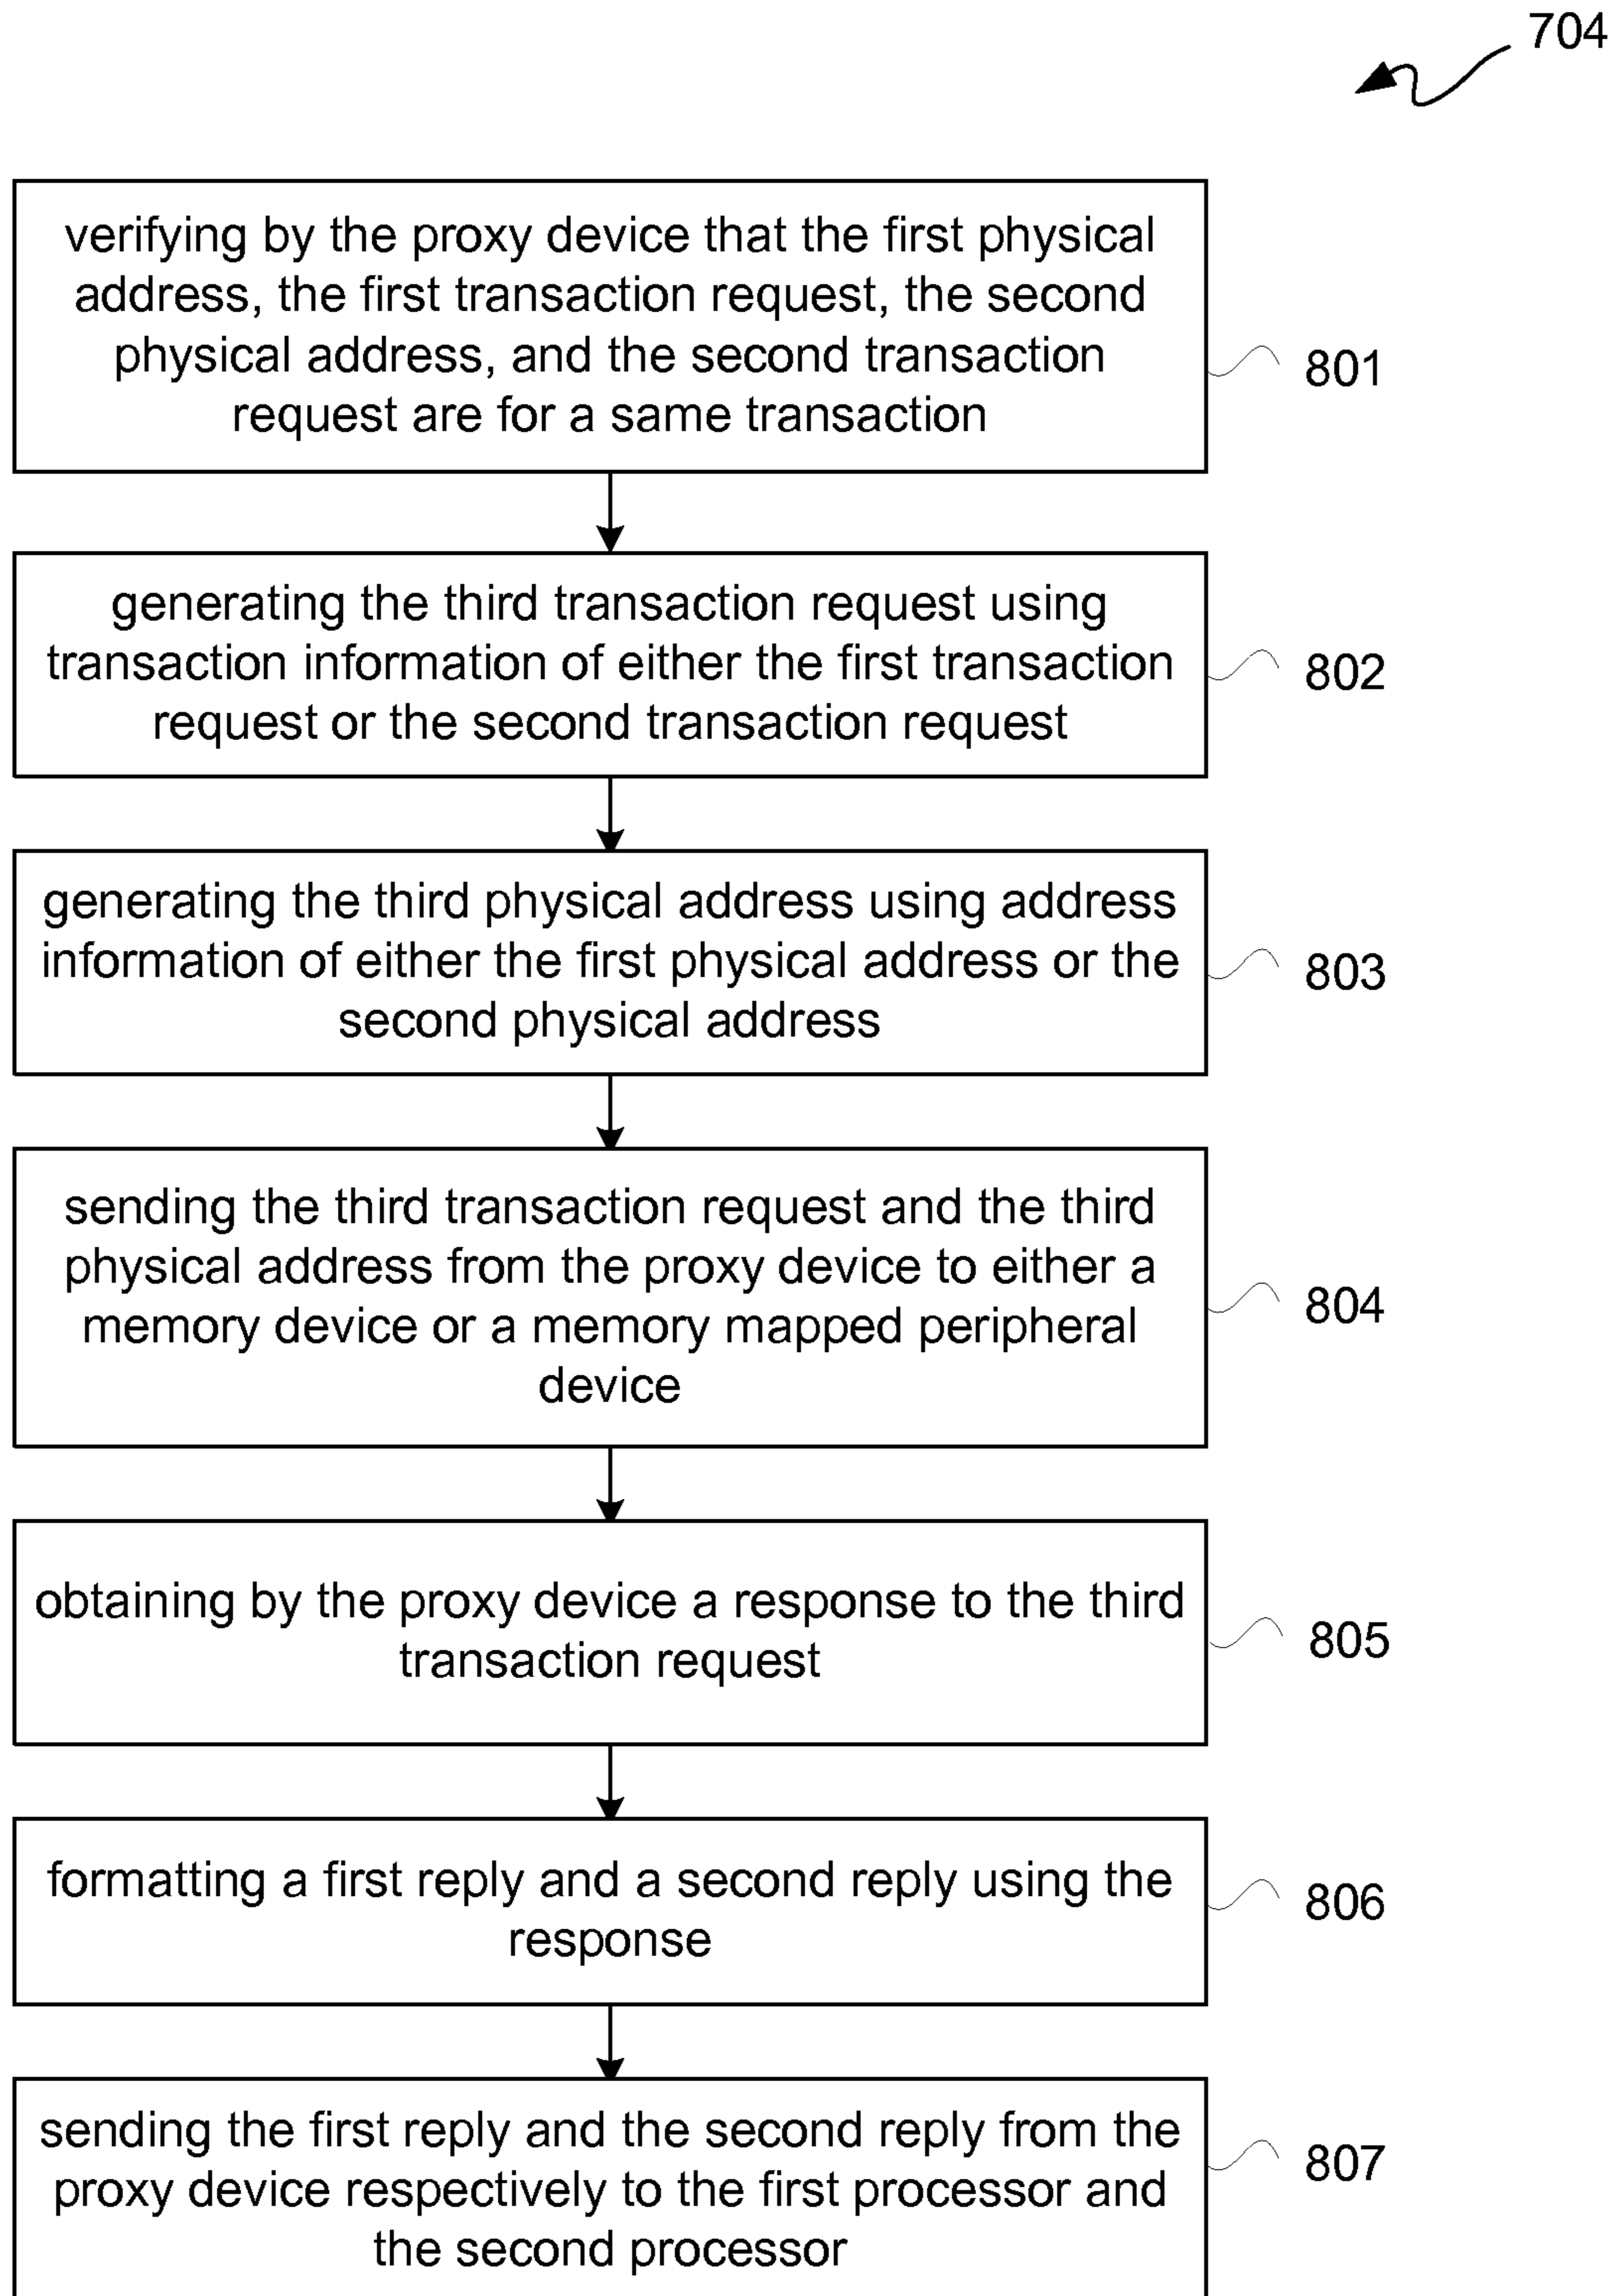 704
verifying by the proxy device that the first physical
address, the first transaction request, the second
physical address, and the second transaction
request are for a same transaction
801
generating the third transaction request using
transaction information of either the first transaction
request or the second transaction request
802
generating the third physical address using address
information of either the first physical address or the
second physical address
803
sending the third transaction request and the third
physical address from the proxy device to either a
memory device or a memory mapped peripheral
device
804
obtaining by the proxy device a response to the third
transaction request
805
formatting a first reply and a second reply using the
response
806
sending the first reply and the second reply from the
proxy device respectively to the first processor and
the second processor
807